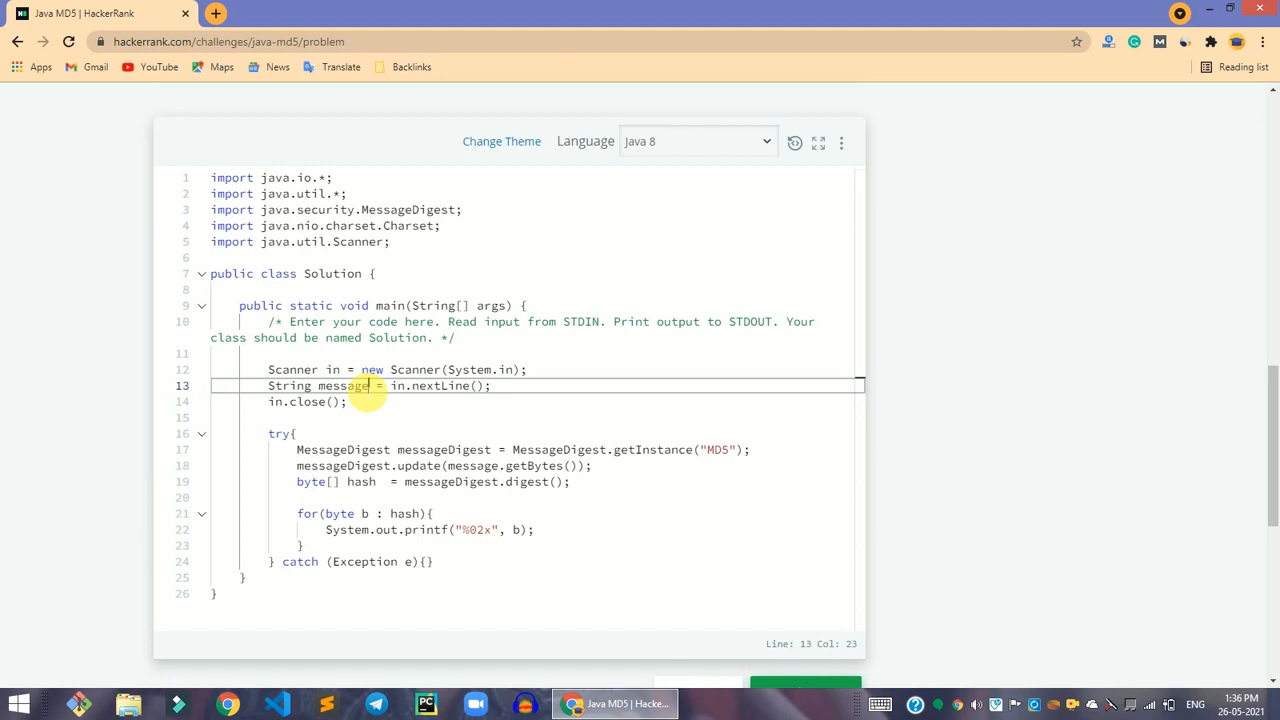 Java MD5 | HackerRank
hackerrank.com/challenges/java-md5/problem
Apps Gmail YouTube Maps News Translate Backlinks Reading list
Change Theme Language Java 8
1 import java.io.*;
2 import java.util.*;
3 import java.security.MessageDigest;
4 import java.nio.charset.Charset;
5 import java.util.Scanner;
6
7 public class Solution {
8
9 public static void main(String[] args) {
10 /* Enter your code here. Read input from STDIN. Print output to STDOUT. Your
class should be named Solution. */
11
12 Scanner in = new Scanner(System.in);
13 String message = in.nextLine();
14 in.close();
15
16 try{
17 MessageDigest messageDigest = MessageDigest.getInstance("MD5");
18 messageDigest.update(message.getBytes());
19 byte[] hash  = messageDigest.digest();
20
21 for(byte b : hash){
22 System.out.printf("%02x", b);
23 }
24 } catch (Exception e){}
25 }
26 }
Line: 13 Col: 23
Java MD5 | Hacke...
ENG
1:36 PM
26-05-2021